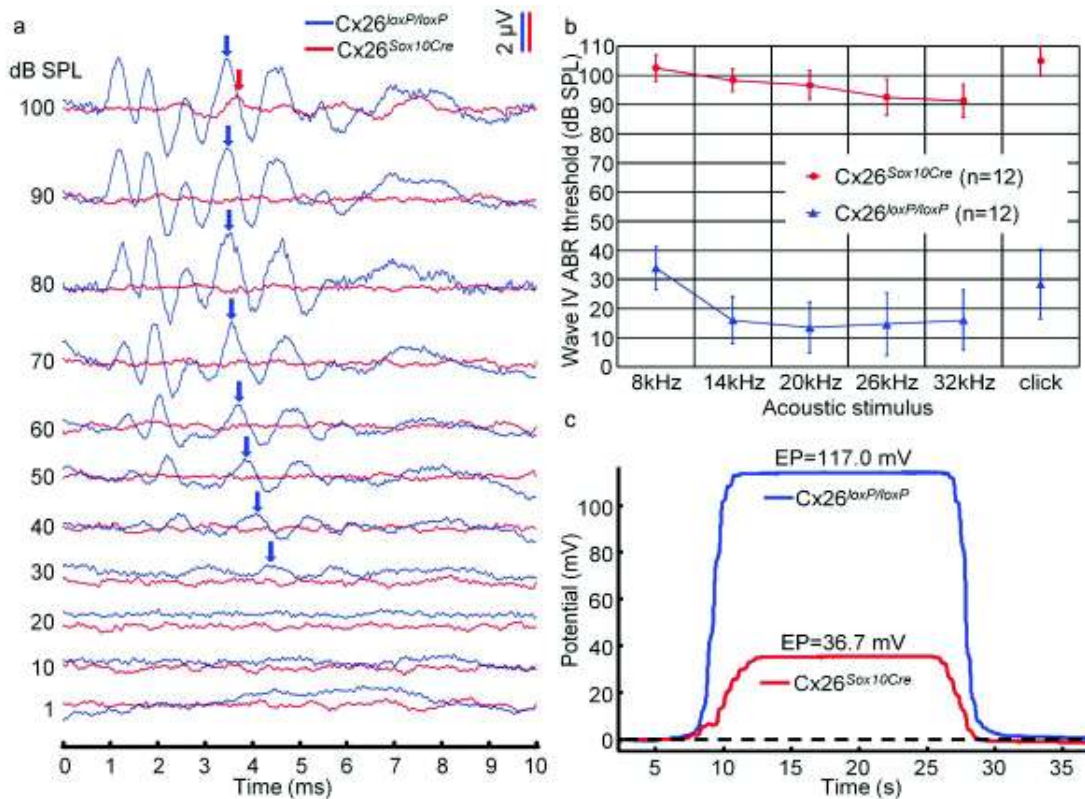 a
Cx26loxP/loxP
Cx26Sox10Cre
2 µV
dB SPL
100
90
80
70
60
50
40
30
20
10
1
0 1 2 3 4 5 6 7 8 9 10
Time (ms)
b
Wave IV ABR threshold (dB SPL)
110
100
90
80
70
60
50
40
30
20
10
0
Cx26Sox10Cre (n=12)
Cx26loxP/loxP (n=12)
8kHz 14kHz 20kHz 26kHz 32kHz click
Acoustic stimulus
c
EP=117.0 mV
Cx26loxP/loxP
EP=36.7 mV
Cx26Sox10Cre
Potential (mV)
100
80
60
40
20
0
5 10 15 20 25 30 35
Time (s)